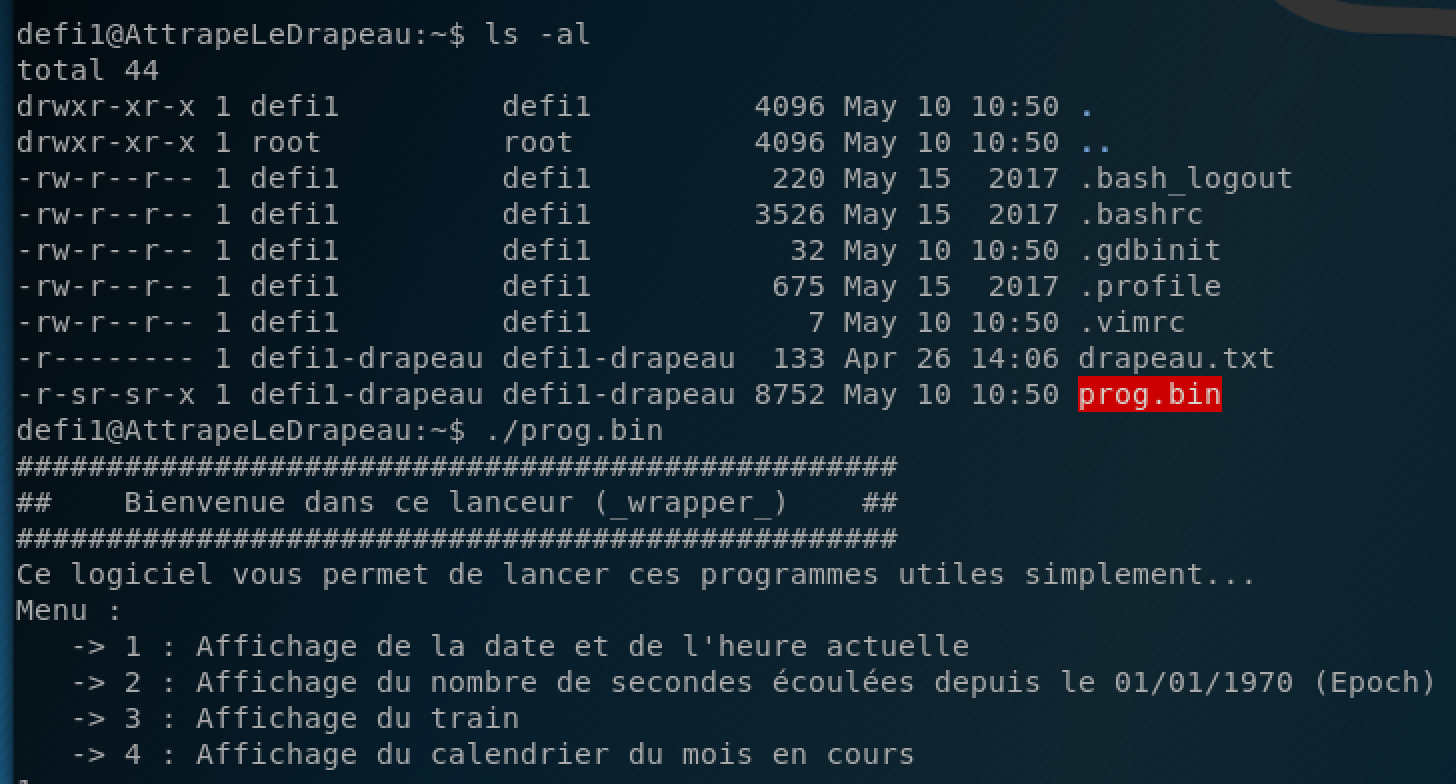 defi1@AttrapeLeDrapeau:~$ ls -al
total 44
drwxr-xr-x 1 defi1         defi1         4096 May 10 10:50 .
drwxr-xr-x 1 root          root          4096 May 10 10:50 ..
-rw-r--r-- 1 defi1         defi1          220 May 15  2017 .bash_logout
-rw-r--r-- 1 defi1         defi1         3526 May 15  2017 .bashrc
-rw-r--r-- 1 defi1         defi1           32 May 10 10:50 .gdbinit
-rw-r--r-- 1 defi1         defi1          675 May 15  2017 .profile
-rw-r--r-- 1 defi1         defi1            7 May 10 10:50 .vimrc
-r-------- 1 defi1-drapeau defi1-drapeau  133 Apr 26 14:06 drapeau.txt
-r-sr-sr-x 1 defi1-drapeau defi1-drapeau 8752 May 10 10:50 prog.bin
defi1@AttrapeLeDrapeau:~$ ./prog.bin
#################################################
##    Bienvenue dans ce lanceur (_wrapper_)    ##
#################################################
Ce logiciel vous permet de lancer ces programmes utiles simplement...
Menu :
   -> 1 : Affichage de la date et de l'heure actuelle
   -> 2 : Affichage du nombre de secondes écoulées depuis le 01/01/1970 (Epoch)
   -> 3 : Affichage du train
   -> 4 : Affichage du calendrier du mois en cours